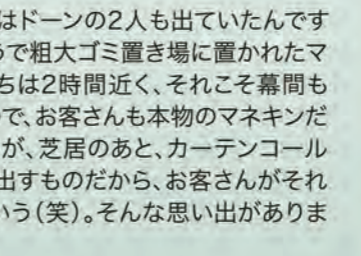 はドーンの2人も出ていたんです
うで粗大ゴミ置き場に置かれたマ
ちは2時間近く、それこそ幕間も
で、お客さんも本物のマネキンだ
が、芝居のあと、カーテンコール
出すものだから、お客さんがそれ
いう(笑)。そんな思い出がありま